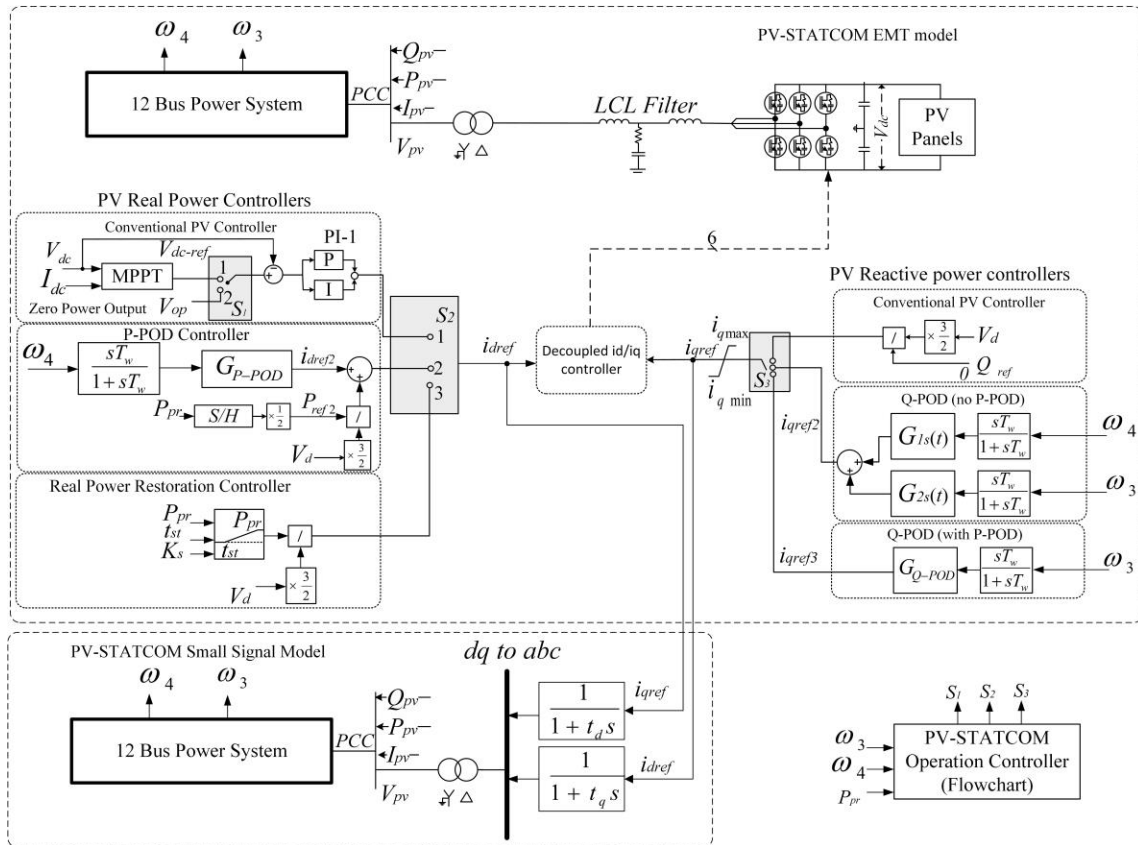 ω4
ω3
12 Bus Power System
PCC
Qpv
Ppv
Ipv
Vpv
LCL Filter
PV-STATCOM EMT model
Vdc
PV
Panels
PV Real Power Controllers
Conventional PV Controller
Vdc
Idc
MPPT
Vdc-ref
1
2
S1
Vop
Zero Power Output
PI-1
P
I
P-POD Controller
ω4
sTw
1 + sTw
GP-POD
idref2
Ppr
S/H
× 1/2
Pref 2
/
Vd
× 3/2
Real Power Restoration Controller
Ppr
tst
Ks
Ppr
tst
/
Vd
× 3/2
S2
1
2
3
idref
Decoupled id/iq
controller
6
iqref
iqmax
iq min
S3
PV Reactive power controllers
Conventional PV Controller
/
× 3/2
Vd
0
Q ref
Q-POD (no P-POD)
iqref2
G1s(t)
sTw
1 + sTw
ω4
G2s(t)
sTw
1 + sTw
ω3
Q-POD (with P-POD)
iqref3
GQ-POD
sTw
1 + sTw
ω3
PV-STATCOM Small Signal Model
ω4
ω3
12 Bus Power System
PCC
Qpv
Ppv
Ipv
Vpv
dq to abc
1
1 + td s
iqref
1
1 + tq s
idref
S1
S2
S3
ω3
ω4
Ppr
PV-STATCOM
Operation Controller
(Flowchart)